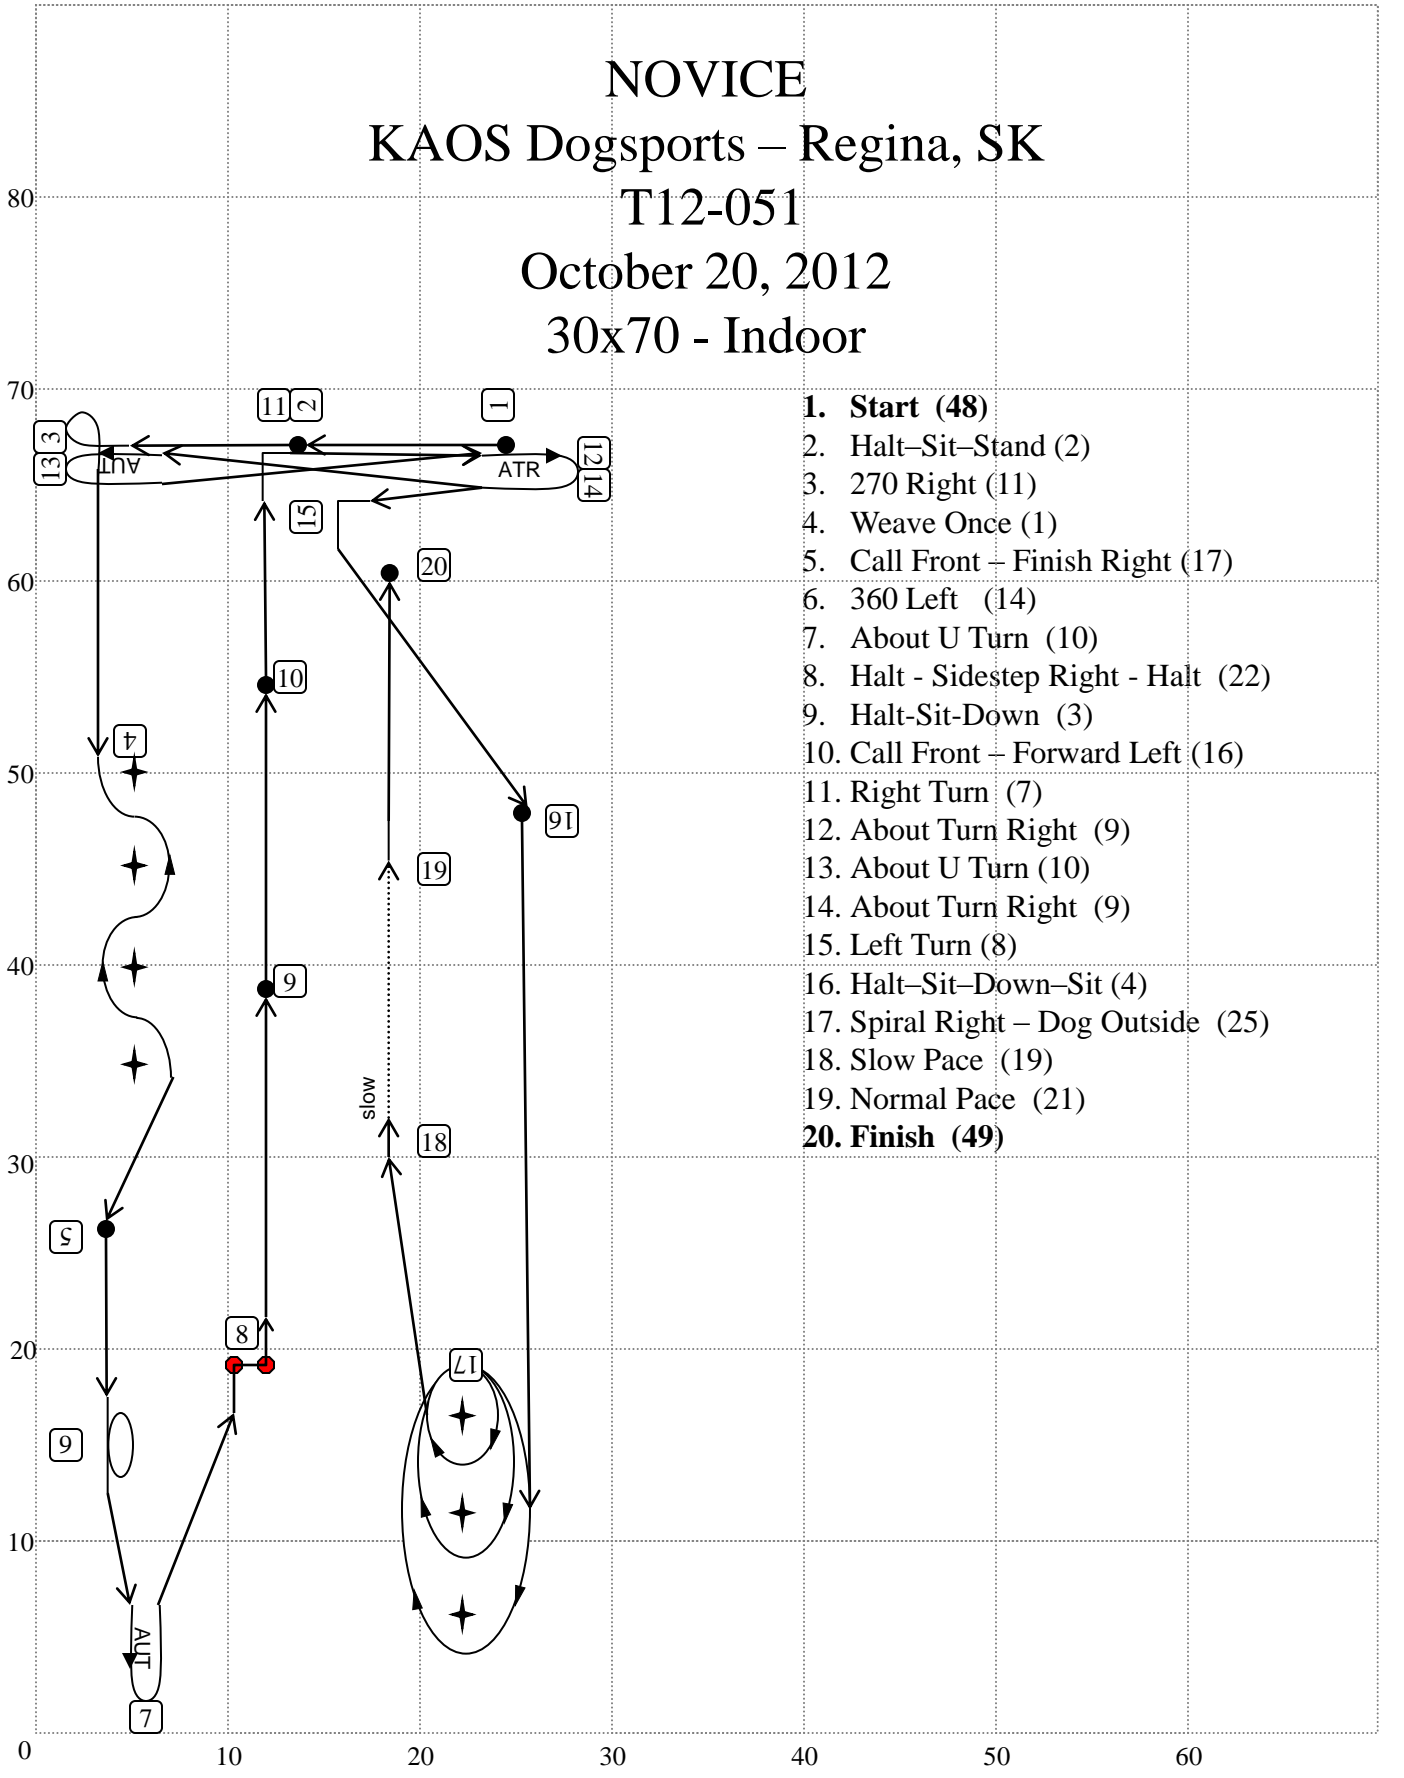 NOVICE
KAOS Dogsports – Regina, SK
80
T12-051
October 20, 2012
30x70 - Indoor
70
11 2 1
1. Start (48)
3
2. Halt–Sit–Stand (2)
12
13 AUT ATR
14
3. 270 Right (11)
15
4. Weave Once (1)
20
5. Call Front – Finish Right (17)
60
6. 360 Left (14)
7. About U Turn (10)
10
8. Halt - Sidestep Right - Halt (22)
9. Halt-Sit-Down (3)
4
10. Call Front – Forward Left (16)
50
11. Right Turn (7)
16
12. About Turn Right (9)
19
13. About U Turn (10)
14. About Turn Right (9)
15. Left Turn (8)
40
9
16. Halt–Sit–Down–Sit (4)
17. Spiral Right – Dog Outside (25)
18. Slow Pace (19)
slow
19. Normal Pace (21)
18
20. Finish (49)
30
5
8
20
17
6
10
AUT
7
0 10 20 30 40 50 60